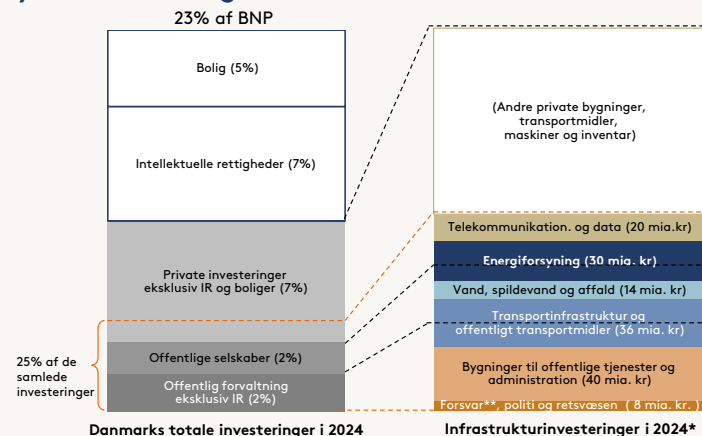 23% af BNP
Bolig (5%)
Intellektuelle rettigheder (7%)
Private investeringer
eksklusiv IR og boliger (7%)
Offentlige selskaber (2%)
Offentlig forvaltning
eksklusiv IR (2%)
25% af de
samlede
investeringer
Danmarks totale investeringer i 2024
(Andre private bygninger,
transportmidler,
maskiner og inventar)
Telekommunikation. og data (20 mia.kr)
Energiforsyning (30 mia. kr)
Vand, spildevand og affald (14 mia. kr)
Transportinfrastruktur og
offentligt transportmidler (36 mia. kr)
Bygninger til offentlige tjenester og
administration (40 mia. kr)
Forsvar**, politi og retsvæsen ( 8 mia. kr. )
Infrastrukturinvesteringer i 2024*